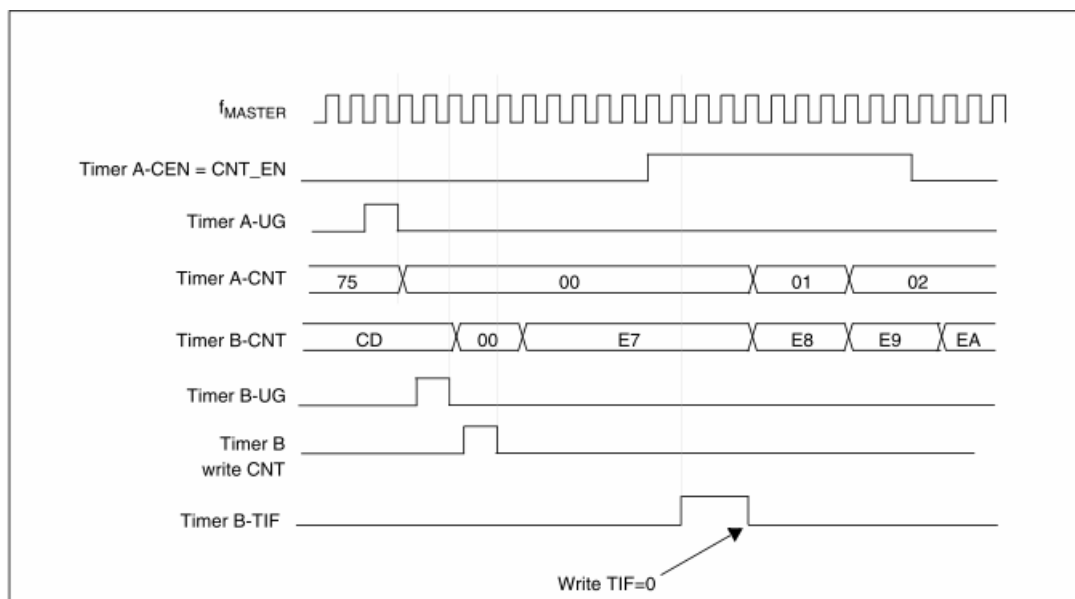 fMASTER
Timer A-CEN = CNT_EN
Timer A-UG
Timer A-CNT 75 00 01 02
Timer B-CNT CD 00 E7 E8 E9 EA
Timer B-UG
Timer B
write CNT
Timer B-TIF
Write TIF=0